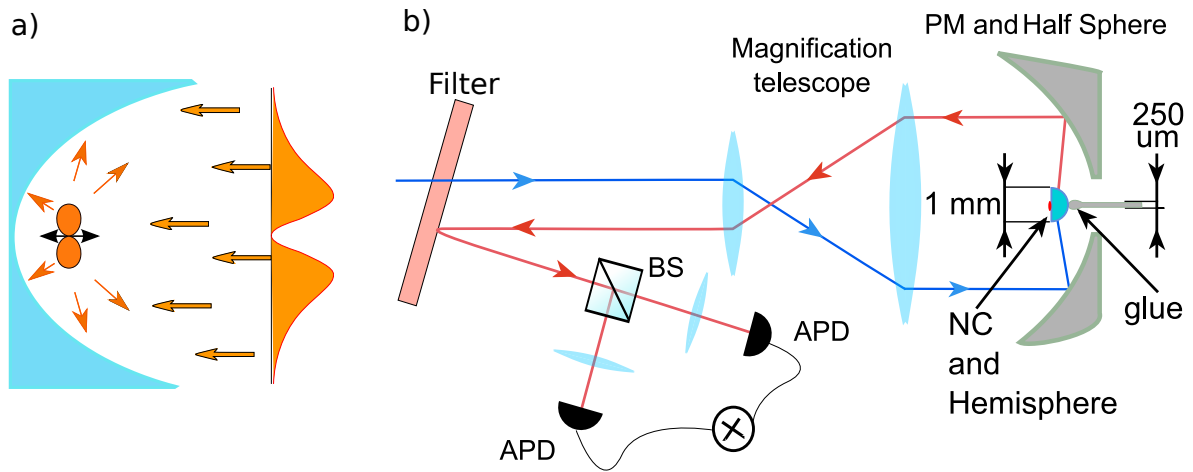 a)
b)
Filter
Magnification
telescope
PM and Half Sphere
250
um
1 mm
BS
APD
APD
NC
and
Hemisphere
glue